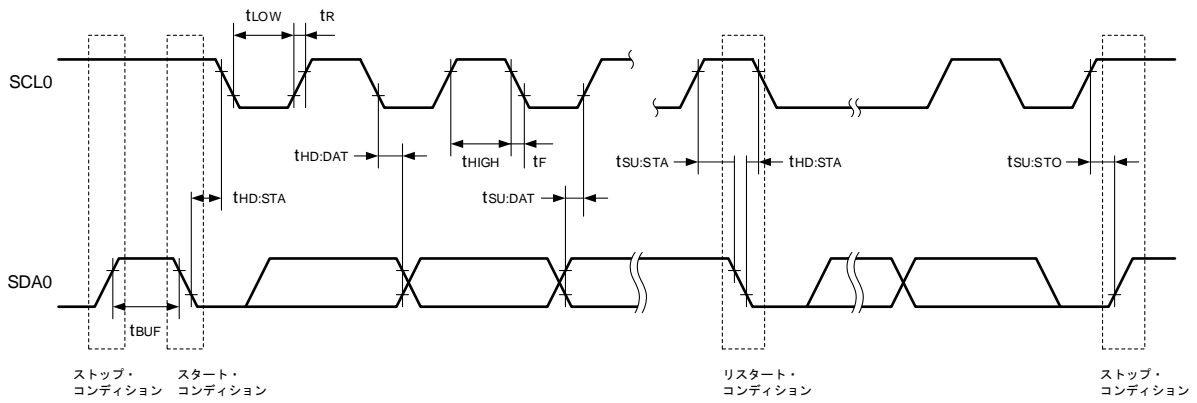 tLOW
tR
SCL0
tHD:DAT
tHIGH
tF
tSU:STA
tHD:STA
tSU:STO
tHD:STA
tSU:DAT
SDA0
tBUF
ストップ・
コンディション
スタート・
コンディション
リスタート・
コンディション
ストップ・
コンディション